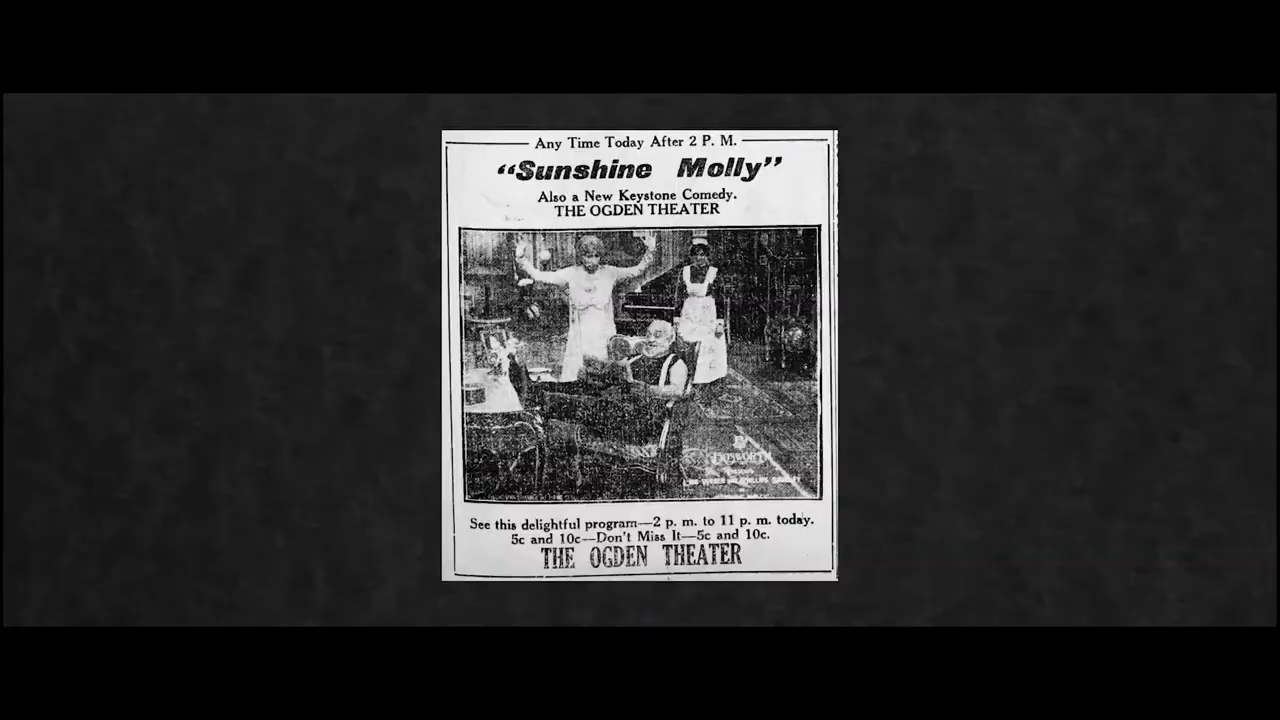 Any Time Today After 2 P. M.
“Sunshine Molly”
Also a New Keystone Comedy.
THE OGDEN THEATER
BOSWORTH
See this delightful program—2 p. m. to 11 p. m. today.
5c and 10c—Don't Miss It—5c and 10c.
THE OGDEN THEATER